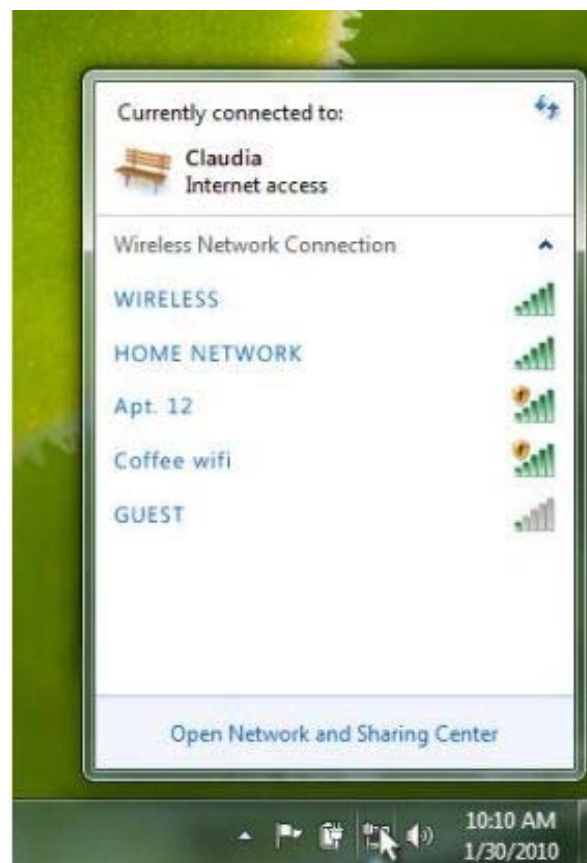 Currently connected to:
Claudia
Internet access
Wireless Network Connection
WIRELESS
HOME NETWORK
Apt. 12
Coffee wifi
GUEST
Open Network and Sharing Center
10:10 AM
1/30/2010